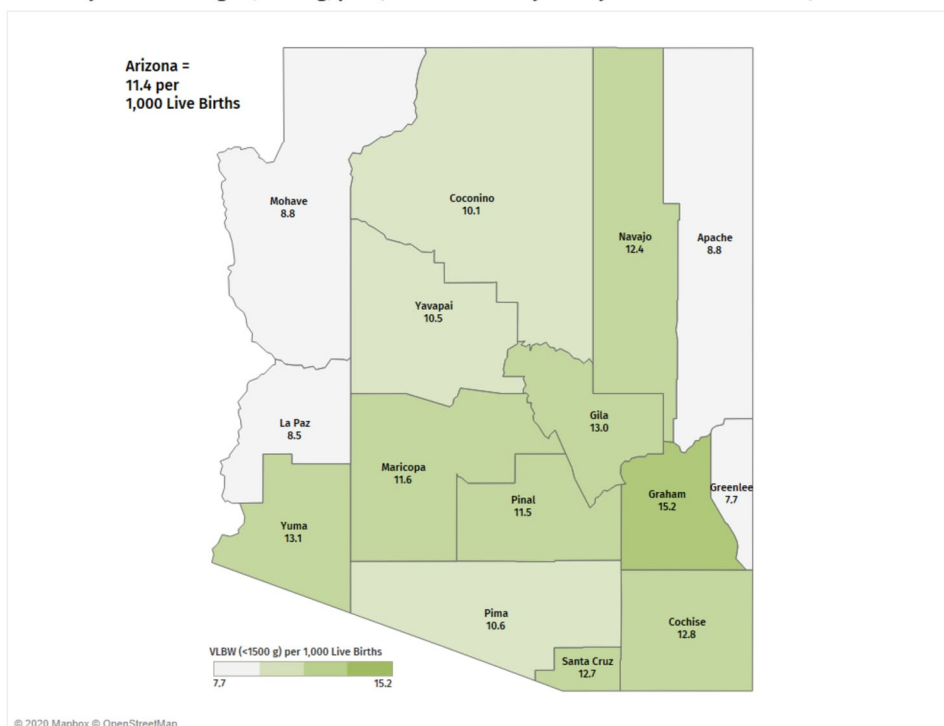 Arizona =
11.4 per
1,000 Live Births
Mohave
8.8
Coconino
10.1
Navajo
12.4
Apache
8.8
Yavapai
10.5
La Paz
8.5
Gila
13.0
Maricopa
11.6
Pinal
11.5
Graham
15.2
Greenlee
7.7
Yuma
13.1
Pima
10.6
Cochise
12.8
Santa Cruz
12.7
VLBW (<1500 g) per 1,000 Live Births
7.7 15.2
© 2020 Mapbox © OpenStreetMap